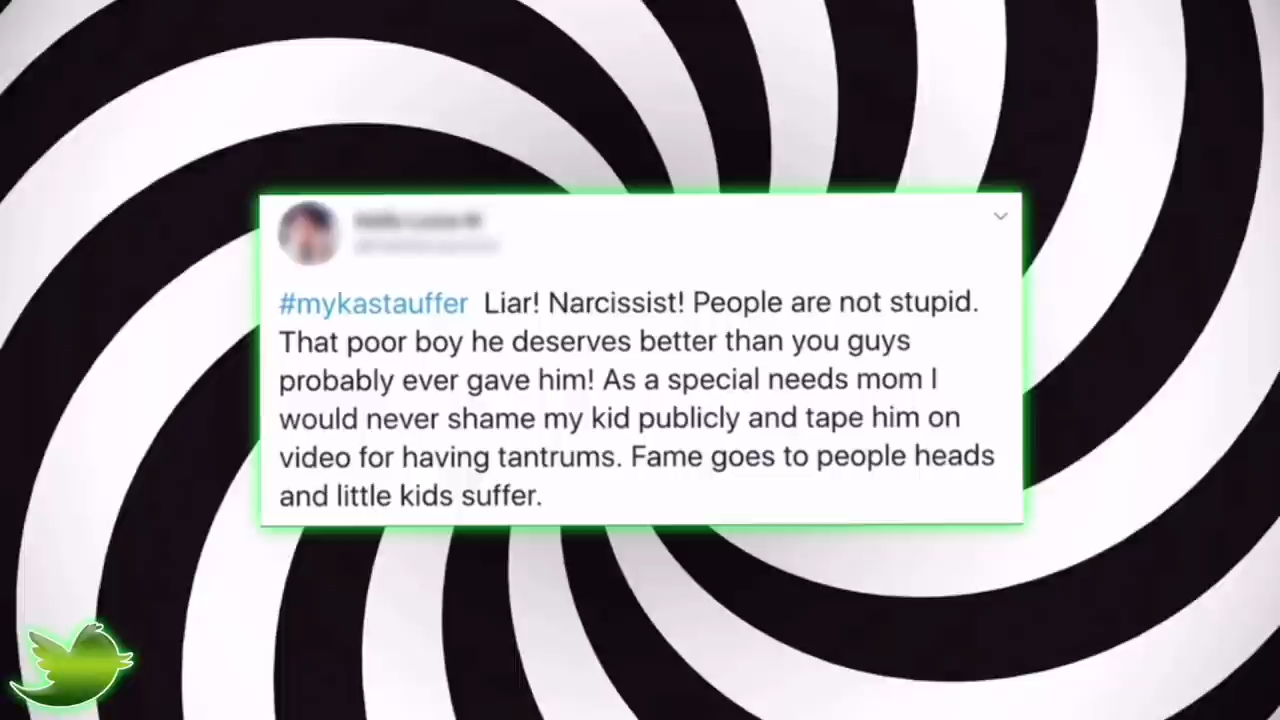 #mykastauffer Liar! Narcissist! People are not stupid.
That poor boy he deserves better than you guys
probably ever gave him! As a special needs mom I
would never shame my kid publicly and tape him on
video for having tantrums. Fame goes to people heads
and little kids suffer.